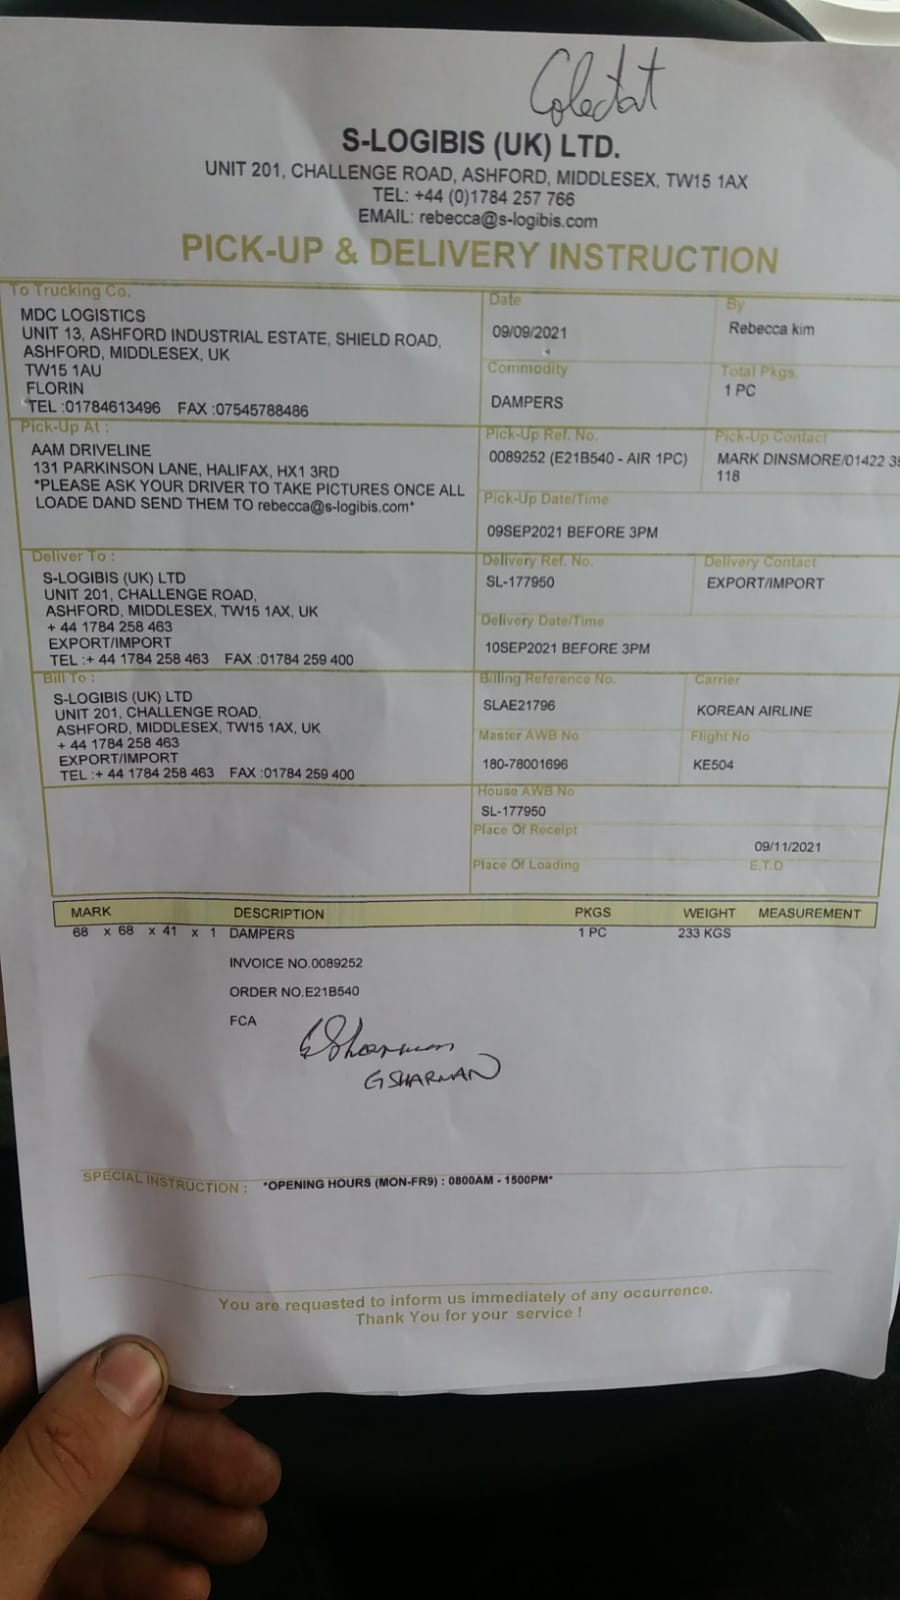 Colectat
S-LOGIBIS (UK) LTD.
UNIT 201, CHALLENGE ROAD, ASHFORD, MIDDLESEX, TW15 1AX
TEL: +44 (0)1784 257 766
EMAIL: rebecca@s-logibis.com
PICK-UP & DELIVERY INSTRUCTION
To Trucking Co.
MDC LOGISTICS
UNIT 13, ASHFORD INDUSTRIAL ESTATE, SHIELD ROAD,
ASHFORD, MIDDLESEX, UK
TW15 1AU
FLORIN
TEL :01784613496 FAX :07545788486
Date
09/09/2021
By
Rebecca kim
Commodity
DAMPERS
Total Pkgs.
1 PC
Pick-Up At :
AAM DRIVELINE
131 PARKINSON LANE, HALIFAX, HX1 3RD
*PLEASE ASK YOUR DRIVER TO TAKE PICTURES ONCE ALL
LOADE DAND SEND THEM TO rebecca@s-logibis.com*
Pick-Up Ref. No.
0089252 (E21B540 - AIR 1PC)
Pick-Up Contact
MARK DINSMORE/01422 39
118
Pick-Up Date/Time
09SEP2021 BEFORE 3PM
Deliver To :
S-LOGIBIS (UK) LTD
UNIT 201, CHALLENGE ROAD,
ASHFORD, MIDDLESEX, TW15 1AX, UK
+ 44 1784 258 463
EXPORT/IMPORT
TEL :+ 44 1784 258 463 FAX :01784 259 400
Delivery Ref. No.
SL-177950
Delivery Contact
EXPORT/IMPORT
Delivery Date/Time
10SEP2021 BEFORE 3PM
Bill To :
S-LOGIBIS (UK) LTD
UNIT 201, CHALLENGE ROAD,
ASHFORD, MIDDLESEX, TW15 1AX, UK
+ 44 1784 258 463
EXPORT/IMPORT
TEL :+ 44 1784 258 463 FAX :01784 259 400
Billing Reference No.
SLAE21796
Carrier
KOREAN AIRLINE
Master AWB No
180-78001696
Flight No
KE504
House AWB No
SL-177950
Place Of Receipt
09/11/2021
Place Of Loading E.T.D
MARK DESCRIPTION PKGS WEIGHT MEASUREMENT
68 x 68 x 41 x 1 DAMPERS 1 PC 233 KGS
INVOICE NO.0089252
ORDER NO.E21B540
FCA
G Sharman
G SHARMAN
SPECIAL INSTRUCTION : *OPENING HOURS (MON-FR9) : 0800AM - 1500PM*
You are requested to inform us immediately of any occurrence.
Thank You for your service !